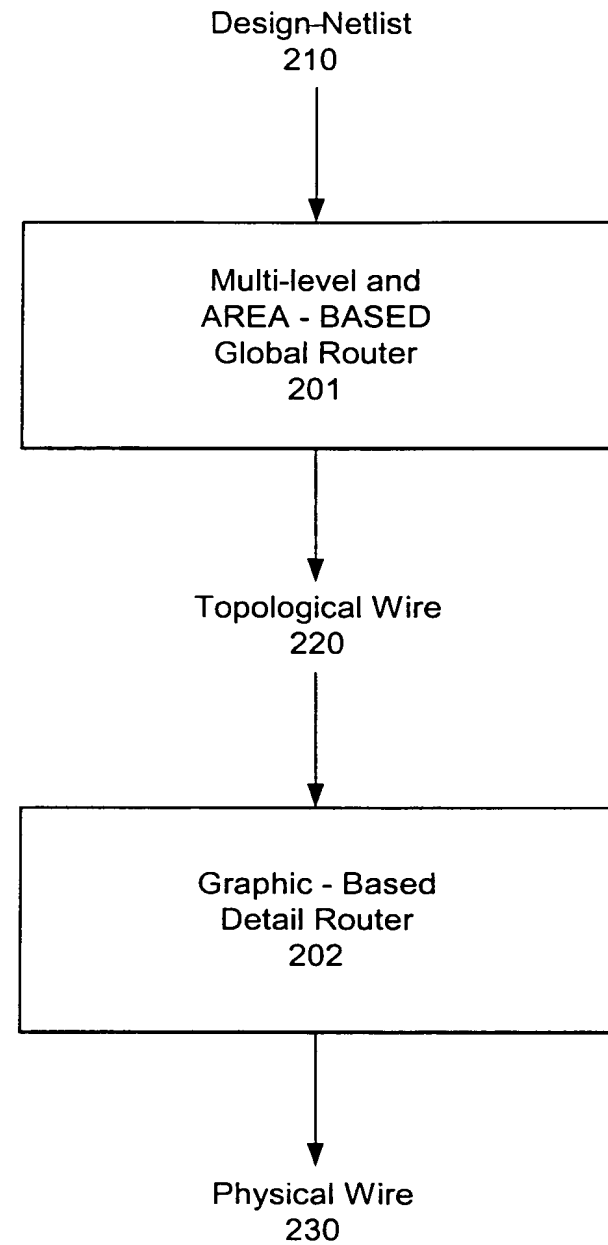 Design-Netlist
210
Multi-level and
AREA - BASED
Global Router
201
Topological Wire
220
Graphic - Based
Detail Router
202
Physical Wire
230